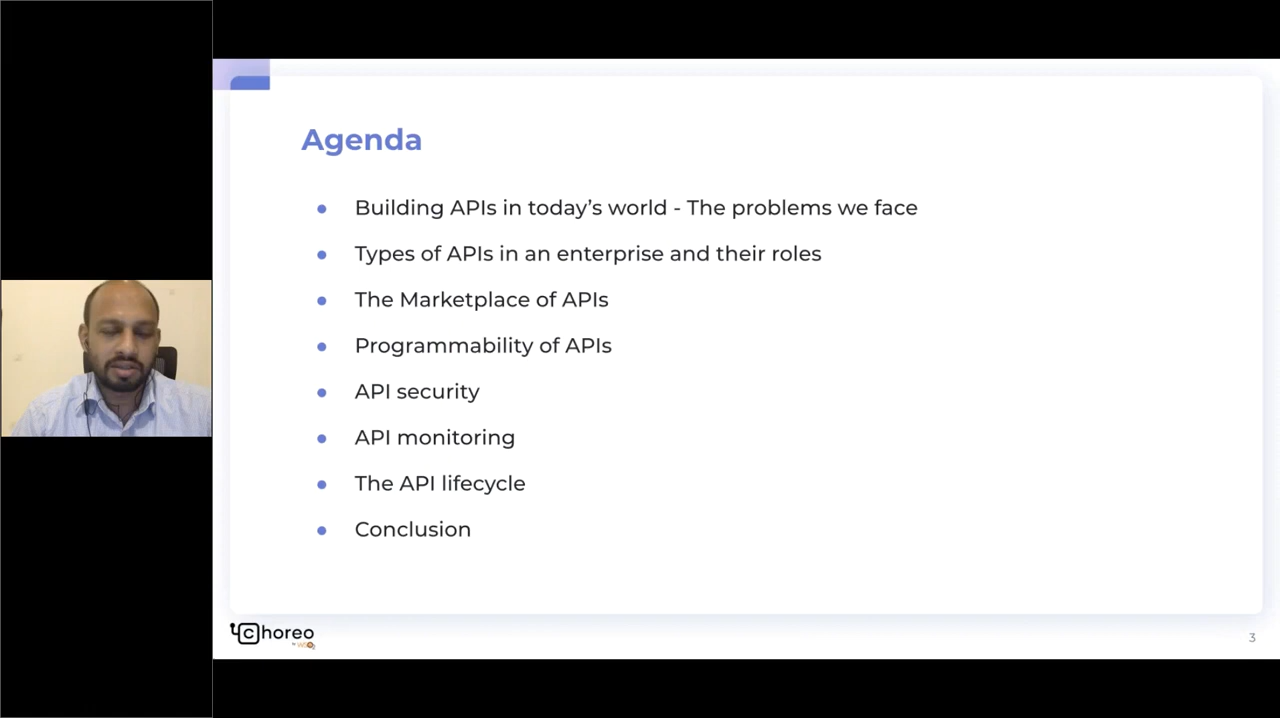 Agenda
● Building APIs in today’s world - The problems we face
● Types of APIs in an enterprise and their roles
● The Marketplace of APIs
● Programmability of APIs
● API security
● API monitoring
● The API lifecycle
● Conclusion
choreo
3